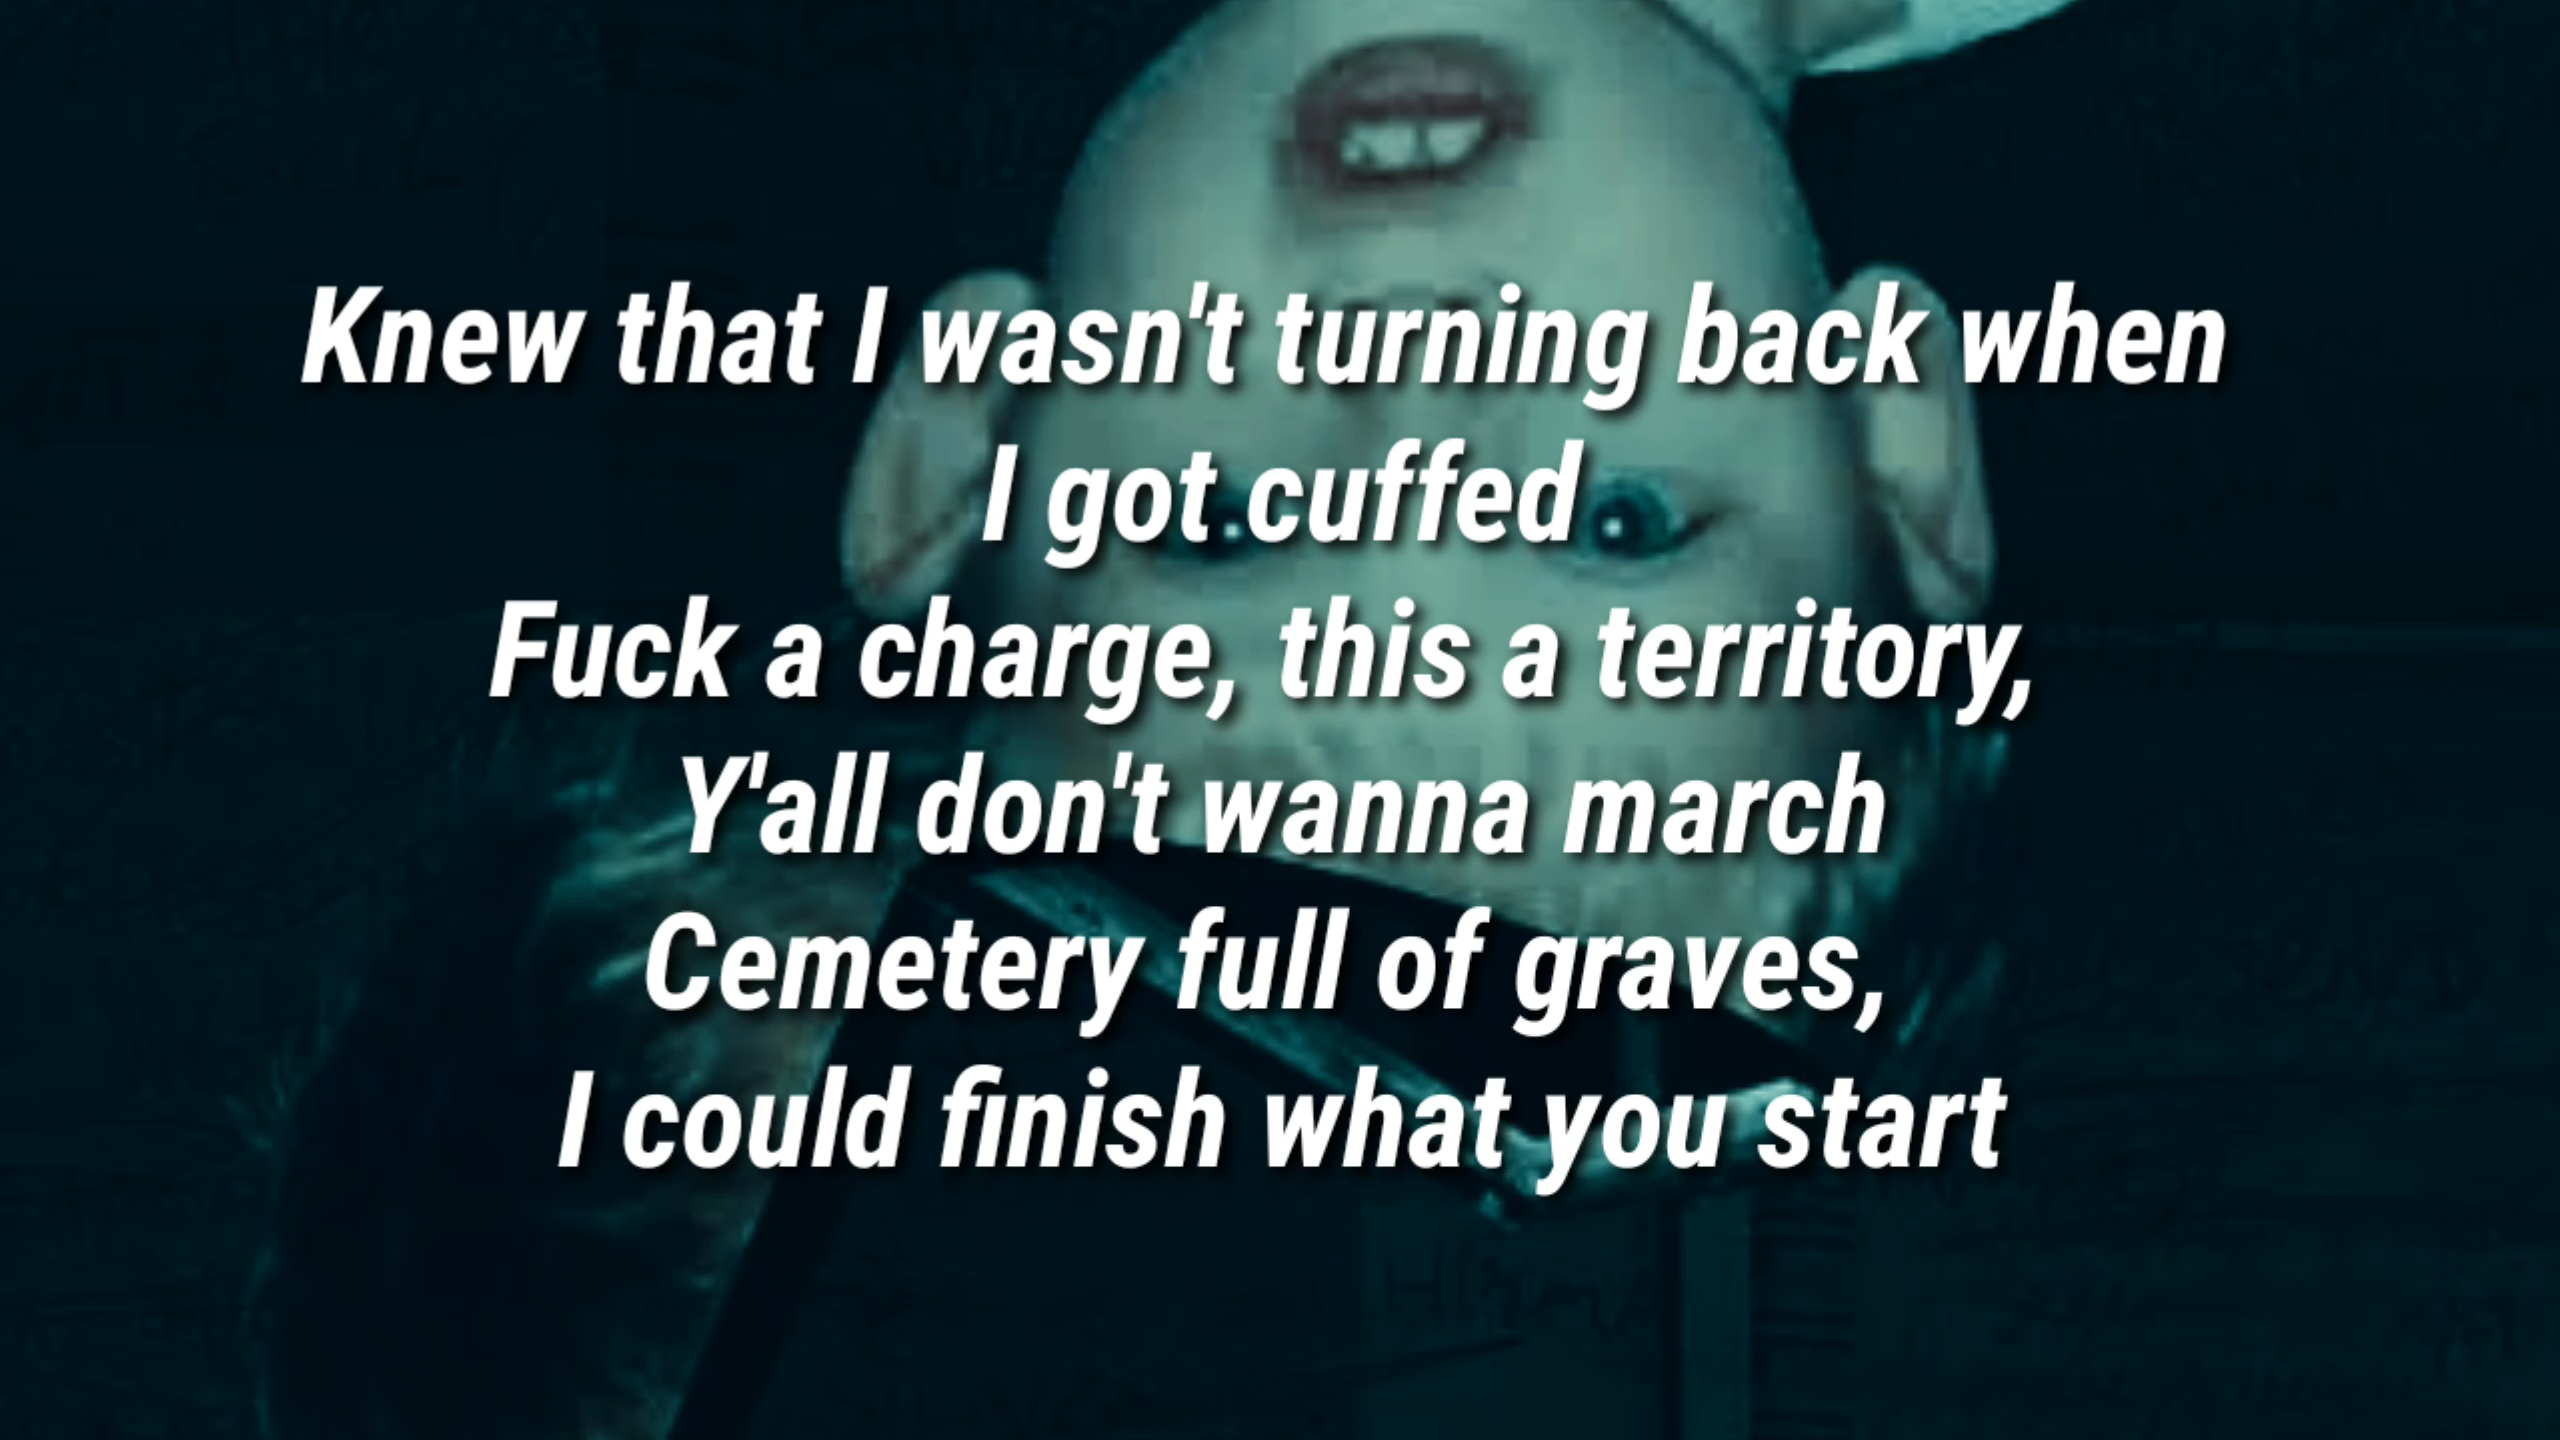 Knew that I wasn't turning back when
I got cuffed
Fuck a charge, this a territory,
Y'all don't wanna march
Cemetery full of graves,
I could finish what you start